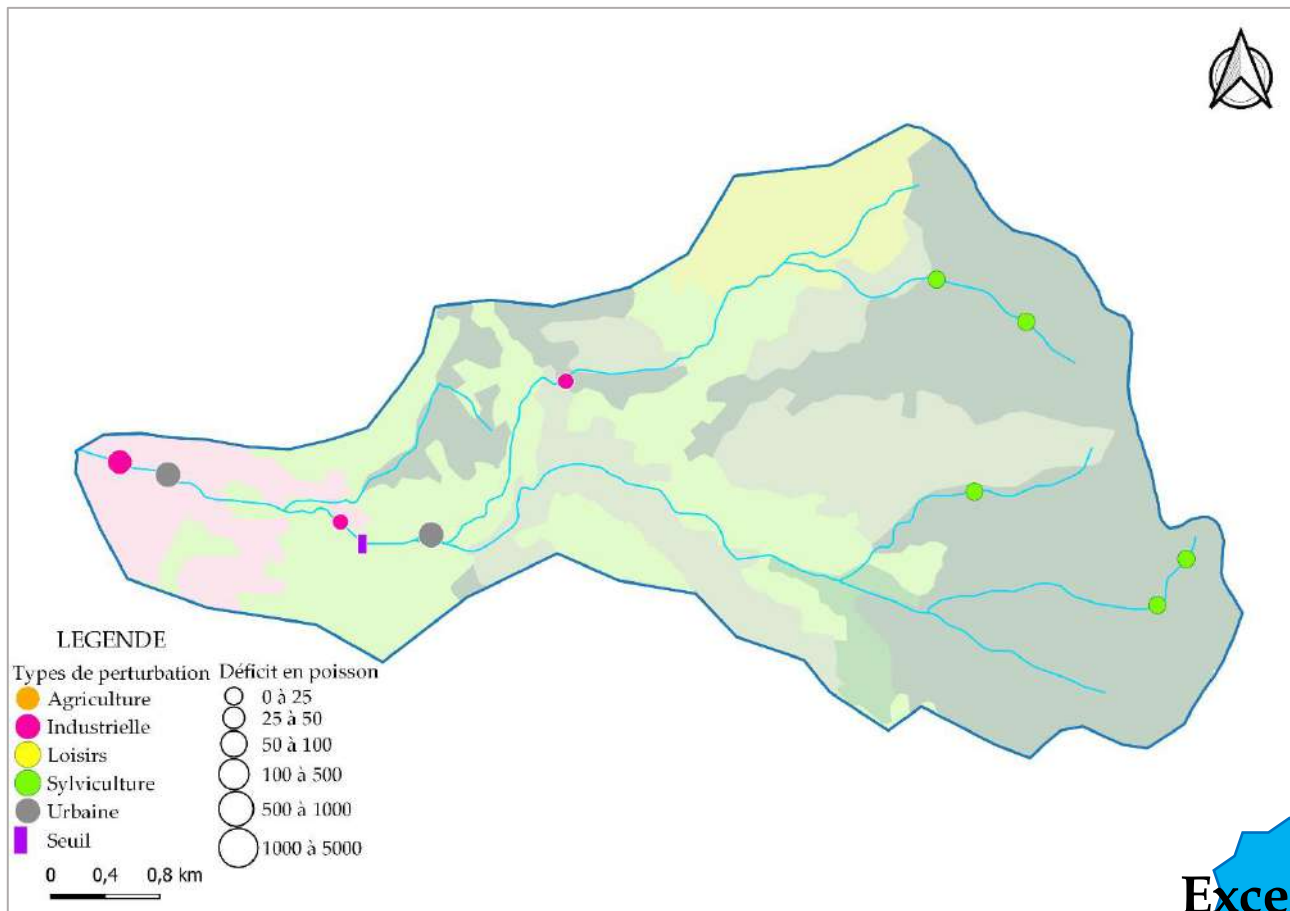 LEGENDE
Types de perturbation
Agriculture
Industrielle
Loisirs
Sylviculture
Urbaine
Seuil
Déficit en poisson
0 à 25
25 à 50
50 à 100
100 à 500
500 à 1000
1000 à 5000
0 0,4 0,8 km